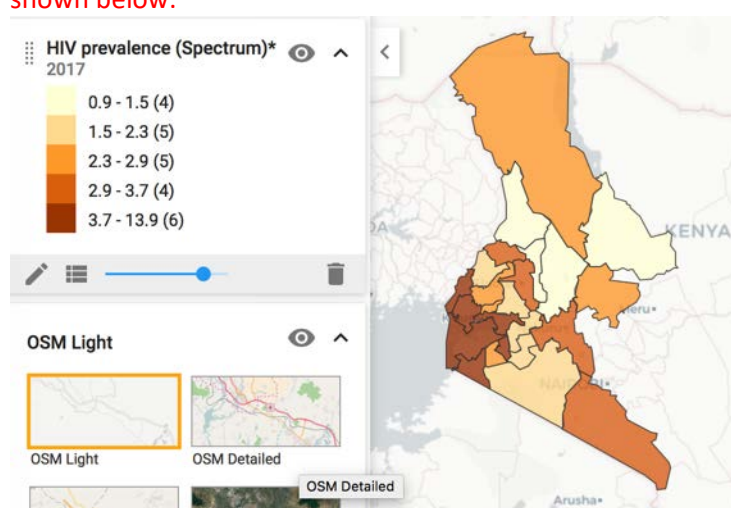 shown below:
HIV prevalence (Spectrum)*
2017
0.9 - 1.5 (4)
1.5 - 2.3 (5)
2.3 - 2.9 (5)
2.9 - 3.7 (4)
3.7 - 13.9 (6)
OSM Light
OSM Light
OSM Detailed
OSM Detailed
KENYA
NAIROBI
Arusha